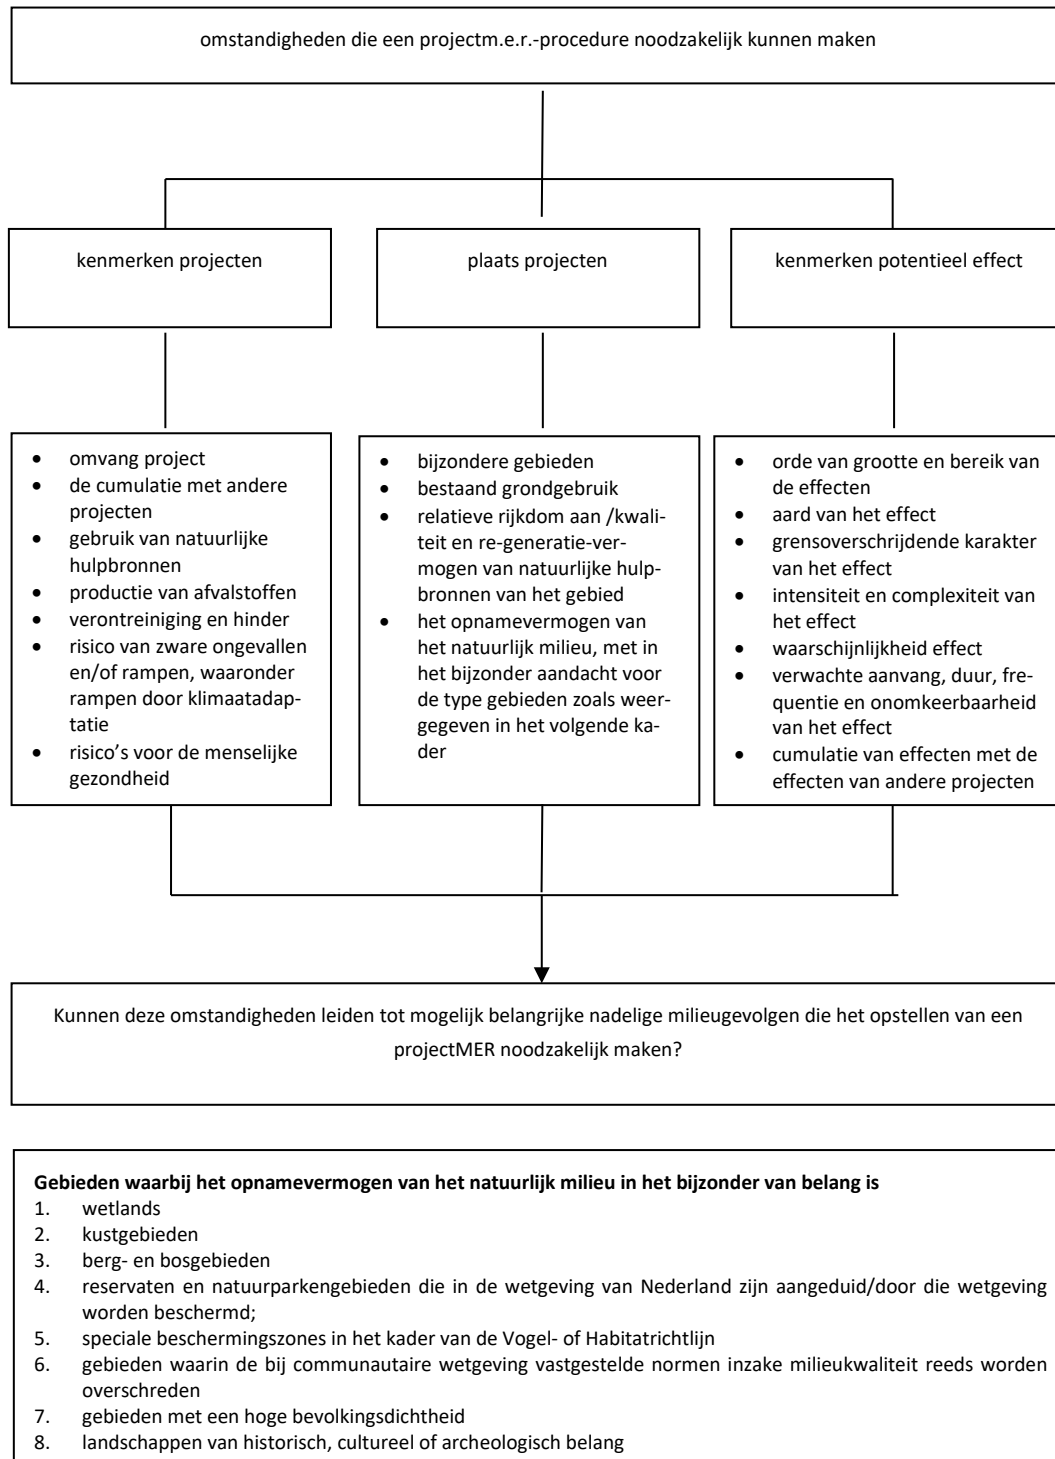 omstandigheden die een projectm.e.r.-procedure noodzakelijk kunnen maken
kenmerken projecten
plaats projecten
kenmerken potentieel effect
• omvang project
• de cumulatie met andere
projecten
• gebruik van natuurlijke
hulpbronnen
• productie van afvalstoffen
• verontreiniging en hinder
• risico van zware ongevallen
en/of rampen, waaronder
rampen door klimaatadap-
tatie
• risico's voor de menselijke
gezondheid
• bijzondere gebieden
• bestaand grondgebruik
• relatieve rijkdom aan /kwali-
teit en re-generatie-ver-
mogen van natuurlijke hulp-
bronnen van het gebied
• het opnamevermogen van
het natuurlijk milieu, met in
het bijzonder aandacht voor
de type gebieden zoals weer-
gegeven in het volgende ka-
der
• orde van grootte en bereik van
de effecten
• aard van het effect
• grensoverschrijdende karakter
van het effect
• intensiteit en complexiteit van
het effect
• waarschijnlijkheid effect
• verwachte aanvang, duur, fre-
quentie en onomkeerbaarheid
van het effect
• cumulatie van effecten met de
effecten van andere projecten
Kunnen deze omstandigheden leiden tot mogelijk belangrijke nadelige milieugevolgen die het opstellen van een
projectMER noodzakelijk maken?
Gebieden waarbij het opnamevermogen van het natuurlijk milieu in het bijzonder van belang is
1. wetlands
2. kustgebieden
3. berg- en bosgebieden
4. reservaten en natuurparkengebieden die in de wetgeving van Nederland zijn aangeduid/door die wetgeving
worden beschermd;
5. speciale beschermingszones in het kader van de Vogel- of Habitatrichtlijn
6. gebieden waarin de bij communautaire wetgeving vastgestelde normen inzake milieukwaliteit reeds worden
overschreden
7. gebieden met een hoge bevolkingsdichtheid
8. landschappen van historisch, cultureel of archeologisch belang